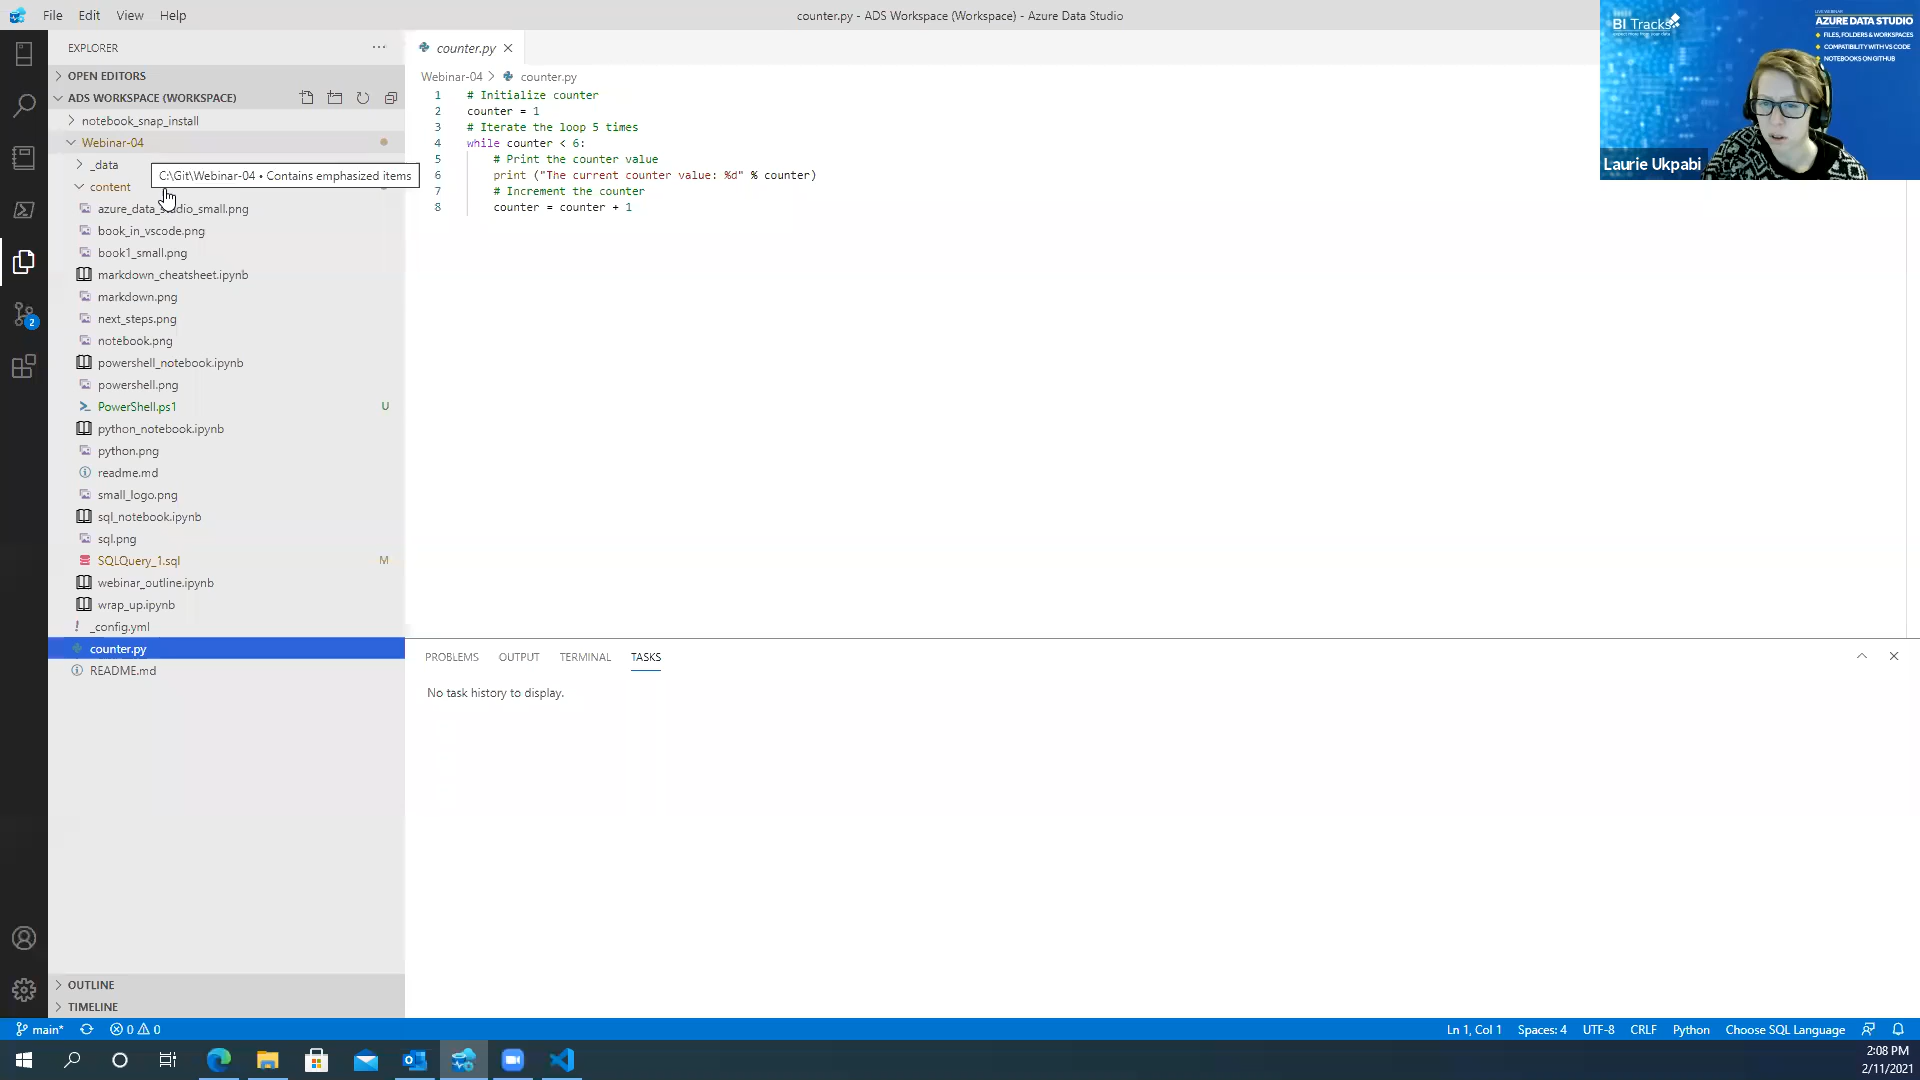 File Edit View Help
counter.py - ADS Workspace (Workspace) - Azure Data Studio
EXPLORER
OPEN EDITORS
ADS WORKSPACE (WORKSPACE)
notebook_snap_install
Webinar-04
_data
C:\Git\Webinar-04 • Contains emphasized items
content
azure_data_studio_small.png
book_in_vscode.png
book1_small.png
markdown_cheatsheet.ipynb
markdown.png
next_steps.png
notebook.png
powershell_notebook.ipynb
powershell.png
PowerShell.ps1 U
python_notebook.ipynb
python.png
readme.md
small_logo.png
sql_notebook.ipynb
sql.png
SQLQuery_1.sql M
webinar_outline.ipynb
wrap_up.ipynb
_config.yml
counter.py
README.md
OUTLINE
TIMELINE
2
counter.py
Webinar-04 > counter.py
1 # Initialize counter
2 counter = 1
3 # Iterate the loop 5 times
4 while counter < 6:
5 # Print the counter value
6 print ("The current counter value: %d" % counter)
7 # Increment the counter
8 counter = counter + 1
PROBLEMS OUTPUT TERMINAL TASKS
No task history to display.
BI Tracks
LIVE WEBINAR
AZURE DATA STUDIO
FILES, FOLDERS & WORKSPACES
COMPATIBILITY WITH VS CODE
NOTEBOOKS ON GITHUB
Laurie Ukpabi
main* 0 0
Ln 1, Col 1 Spaces: 4 UTF-8 CRLF Python Choose SQL Language
2:08 PM
2/11/2021